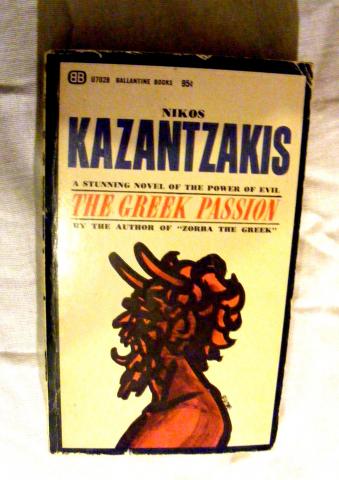 BB U7028 BALLANTINE BOOKS 95¢
NIKOS
KAZANTZAKIS
A STUNNING NOVEL OF THE POWER OF EVIL
THE GREEK PASSION
BY THE AUTHOR OF "ZORBA THE GREEK"